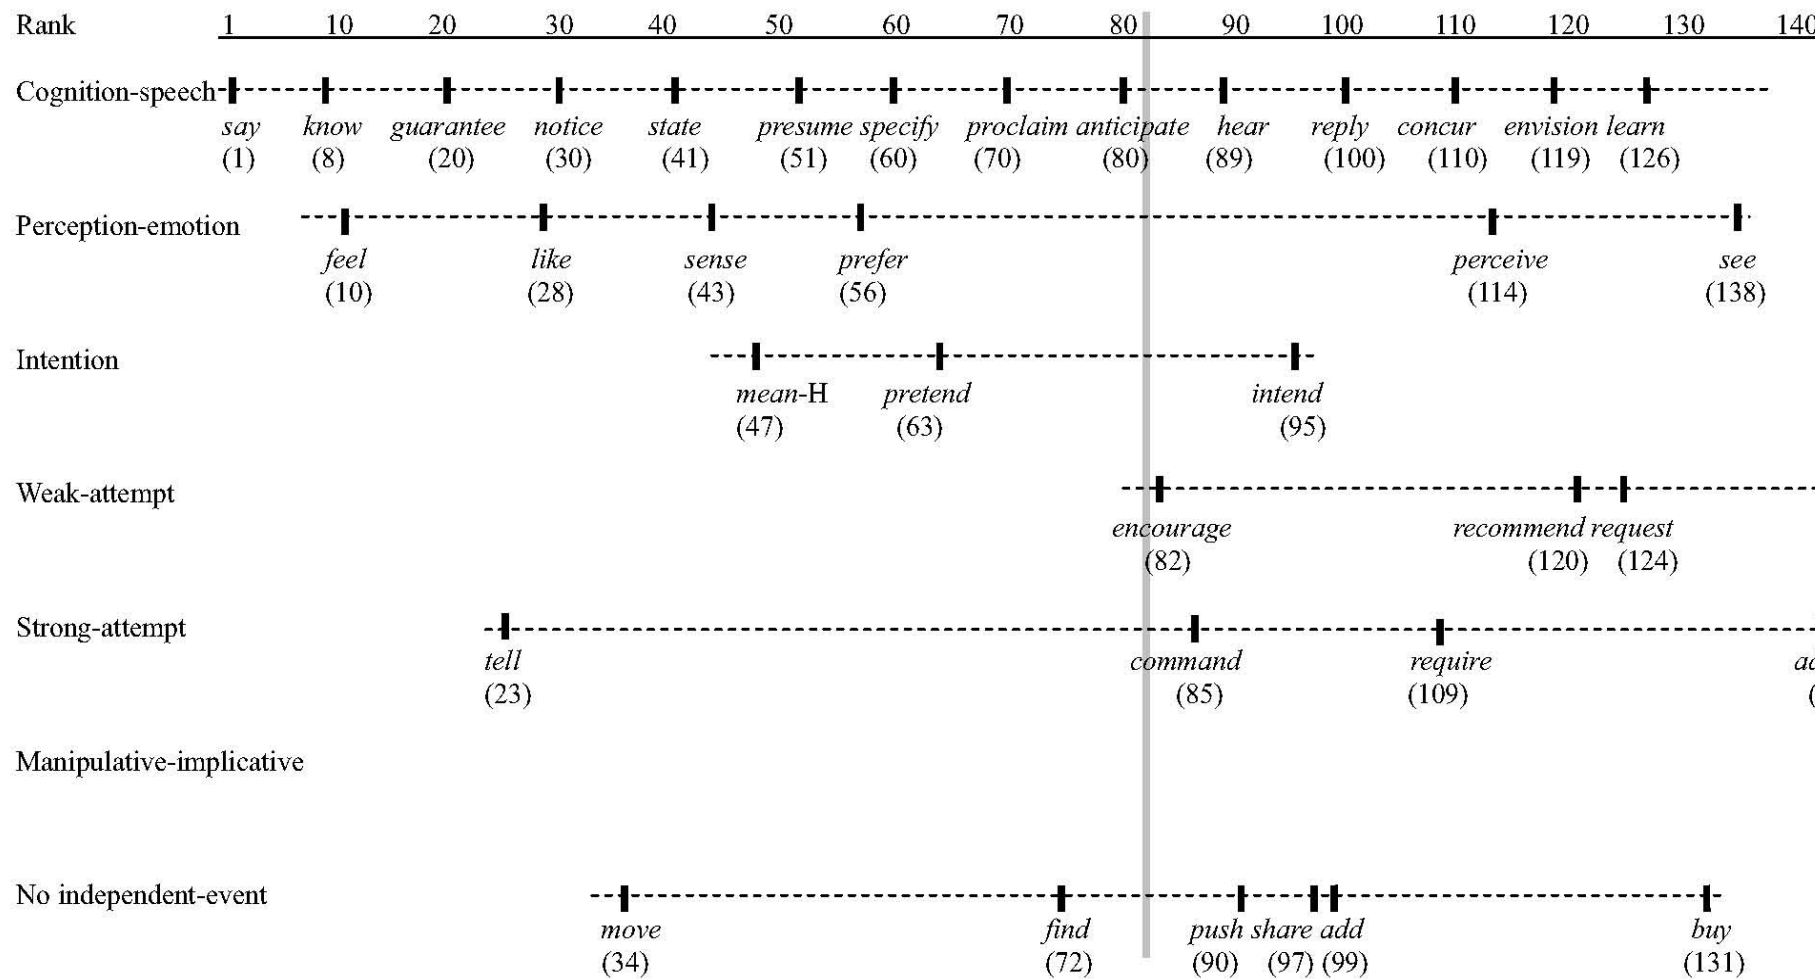 Rank 1 10 20 30 40 50 60 70 80 90 100 110 120 130 140
Cognition-speech
say know guarantee notice state presume specify proclaim anticipate hear reply concur envision learn
(1) (8) (20) (30) (41) (51) (60) (70) (80) (89) (100) (110) (119) (126)
Perception-emotion
feel like sense prefer perceive see
(10) (28) (43) (56) (114) (138)
Intention
mean-H pretend intend
(47) (63) (95)
Weak-attempt
encourage recommend request
(82) (120) (124)
Strong-attempt
tell command require
(23) (85) (109)
Manipulative-implicative
No independent-event
move find push share add buy
(34) (72) (90) (97) (99) (131)